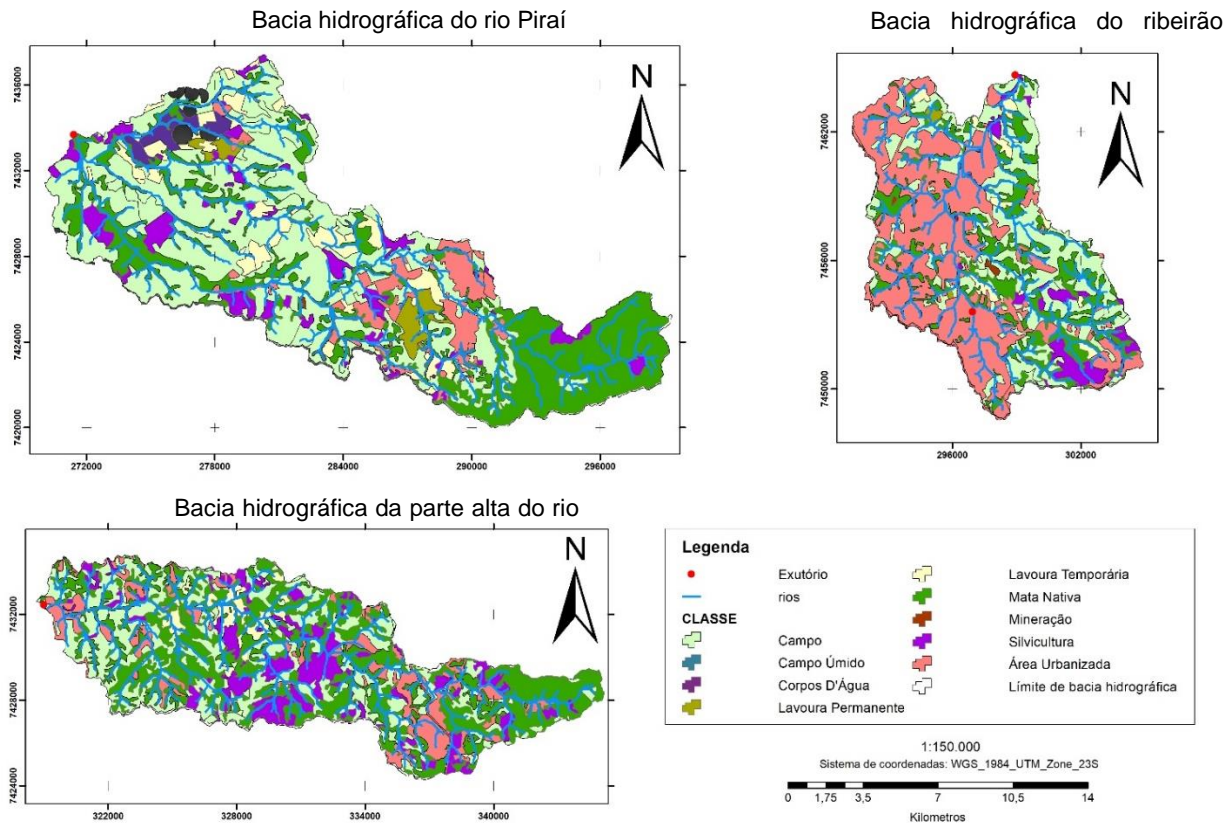 Bacia hidrográfica do rio Piraí
N
7436000
7432000
7428000
7424000
7420000
272000 278000 284000 290000 296000
Bacia hidrográfica do ribeirão
N
7462000
7456000
7450000
296000 302000
Bacia hidrográfica da parte alta do rio
N
7432000
7428000
7424000
322000 328000 334000 340000
Legenda
Exutório
rios
CLASSE
Campo
Campo Úmido
Corpos D'Água
Lavoura Permanente
Lavoura Temporária
Mata Nativa
Mineração
Silvicultura
Área Urbanizada
Límite de bacia hidrográfica
1:150.000
Sistema de coordenadas: WGS_1984_UTM_Zone_23S
0 1,75 3,5 7 10,5 14
Kilometros